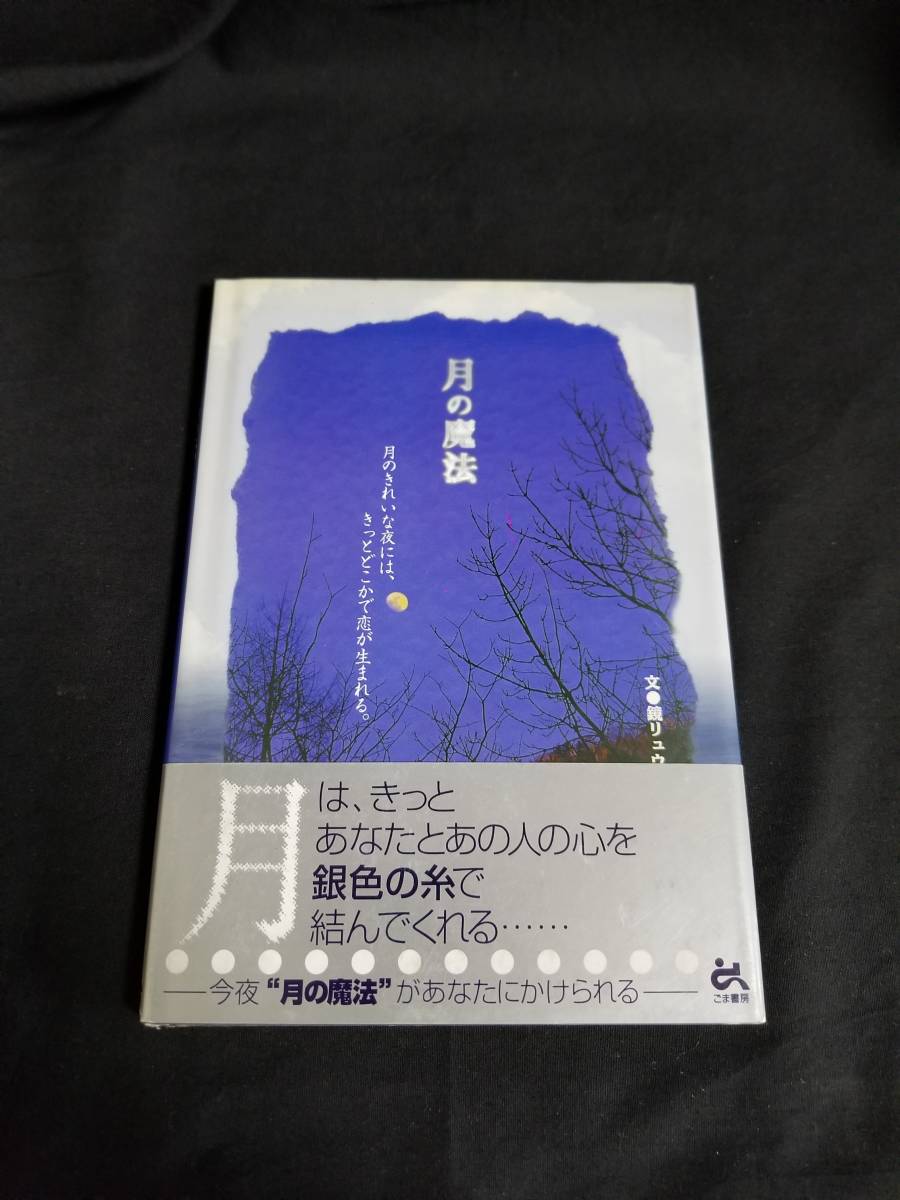 月の魔法
月のきれいな夜には、
きっとどこかで恋が生まれる。
文●鏡リュウ
月は、きっと
あなたとあの人の心を
銀色の糸で
結んでくれる……
今夜“月の魔法”があなたにかけられる
ごま書房